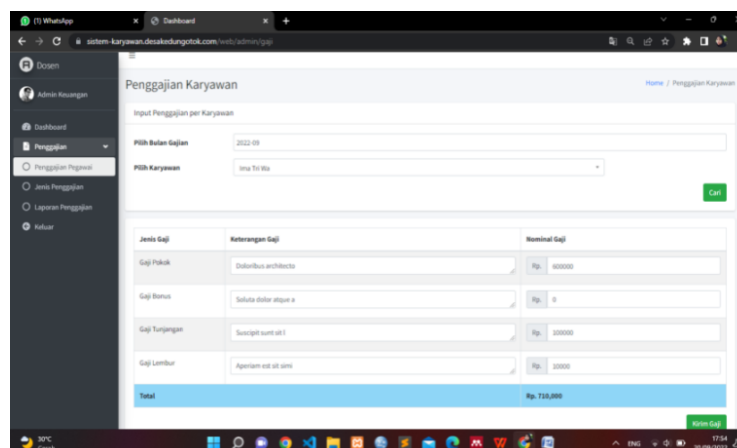 (1) WhatsApp
Dashboard
sistem-karyawan.desakedungotok.com/web/admin/gaji
Dosen
Admin Keuangan
Dashboard
Penggajian
Penggajian Pegawai
Jenis Penggajian
Laporan Penggajian
Keluar
Penggajian Karyawan
Home / Penggajian Karyawan
Input Penggajian per Karyawan
Pilih Bulan Gajian
2022-09
Pilih Karyawan
Irma Tri Wa
Cari
Jenis Gaji Keterangan Gaji Nominal Gaji
Gaji Pokok Doloribus architecto Rp. 600000
Gaji Bonus Soluta dolor atque a Rp. 0
Gaji Tunjangan Suscipit sunt sit l Rp. 100000
Gaji Lembur Aperiam est sit simi Rp. 10000
Total Rp. 710,000
Kirim Gaji
30°C
ENG
17:54